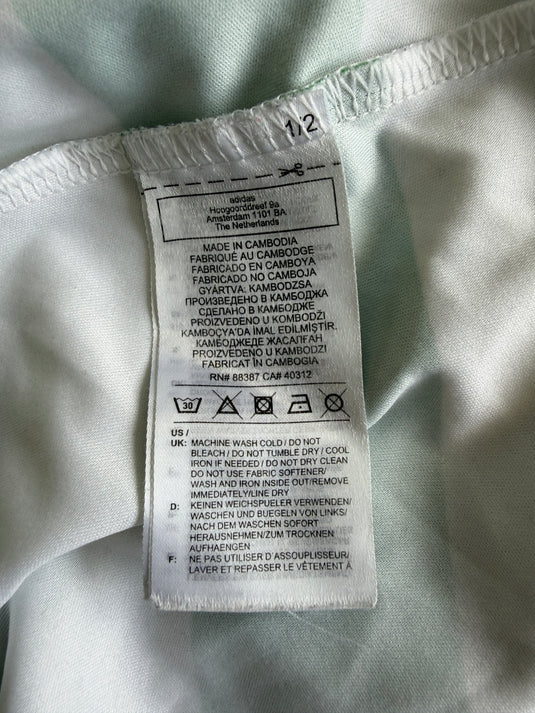 1/2
adidas
Hoogoorddreef 9a
Amsterdam 1101 BA
The Netherlands
MADE IN CAMBODIA
FABRIQUÉ AU CAMBODGE
FABRICADO EN CAMBOYA
FABRICADO NO CAMBOJA
GYÁRTVA: KAMBODZSA
ПРОИЗВЕДЕНО В КАМБОДЖА
СДЕЛАНО В КАМБОДЖЕ
PROIZVEDENO U KOMBODŽI
KAMBOÇYA'DA İMAL EDİLMİŞTİR.
КАМБОДЖЕДЕ ЖАСАЛҒАН
PROIZVEDENO U KAMBODZI
FABRICAT ÎN CAMBOGIA
RN# 88387 CA# 40312
30
US /
UK: MACHINE WASH COLD / DO NOT
BLEACH / DO NOT TUMBLE DRY / COOL
IRON IF NEEDED / DO NOT DRY CLEAN
DO NOT USE FABRIC SOFTENER/
WASH AND IRON INSIDE OUT/REMOVE
IMMEDIATELY/LINE DRY
D: KEINEN WEICHSPUELER VERWENDEN/
WASCHEN UND BUEGELN VON LINKS/
NACH DEM WASCHEN SOFORT
HERAUSNEHMEN/ZUM TROCKNEN
AUFHAENGEN
F: NE PAS UTILISER D'ASSOUPLISEUR/
LAVER ET REPASSER LE VÊTEMENT À